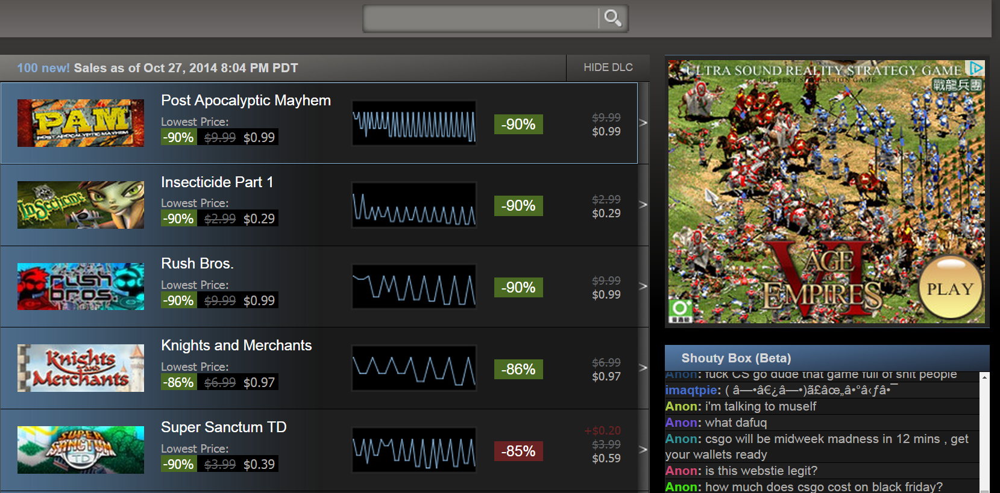 100 new! Sales as of Oct 27, 2014 8:04 PM PDT
HIDE DLC
PAM
POST APOCALYPTIC MAYHEM
Post Apocalyptic Mayhem
Lowest Price:
-90% $9.99 $0.99
-90%
$9.99
$0.99
>
InSecticide
Insecticide Part 1
Lowest Price:
-90% $2.99 $0.29
-90%
$2.99
$0.29
>
rush
bros.
Rush Bros.
Lowest Price:
-90% $9.99 $0.99
-90%
$9.99
$0.99
>
Knights
and
Merchants
Knights and Merchants
Lowest Price:
-86% $6.99 $0.97
-86%
$6.99
$0.97
>
SUPER
SANCTUM
TD
Super Sanctum TD
Lowest Price:
-90% $3.99 $0.39
-85%
+$0.20
$3.99
$0.59
>
ULTRA SOUND REALITY STRATEGY GAME
THE BEST SIMULATION GAME
戰龍兵團
AGE
OF
EMPIRES
VI
PLAY
Shouty Box (Beta)
Anon: fuck CS go dude that game full of shit people
imaqtpie: ( â—•â€¿â—•)ã£âœ„â•°â‹ƒâ•¯
Anon: i'm talking to muself
Anon: what dafuq
Anon: csgo will be midweek madness in 12 mins , get
your wallets ready
Anon: is this webstie legit?
Anon: how much does csgo cost on black friday?